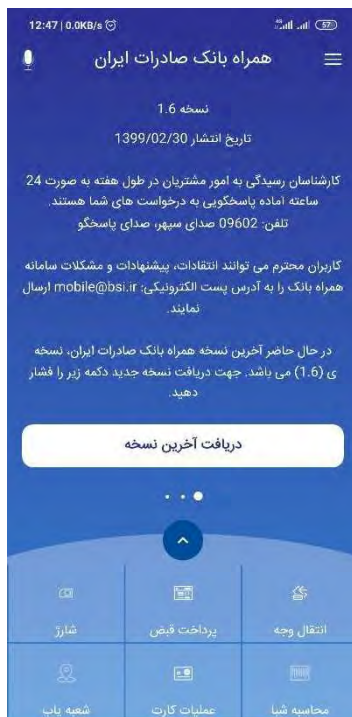 12:47 | 0.0KB/s
57
همراه بانک صادرات ایران
نسخه 1.6
تاریخ انتشار 1399/02/30
کارشناسان رسیدگی به امور مشتریان در طول هفته به صورت 24
ساعته آماده پاسخگویی به درخواست های شما هستند.
تلفن: 09602 صدای سپهر، صدای پاسخگو
کاربران محترم می توانند انتقادات، پیشنهادات و مشکلات سامانه
همراه بانک را به آدرس پست الکترونیکی: mobile@bsi.ir ارسال
نمایند.
در حال حاضر آخرین نسخه همراه بانک صادرات ایران، نسخه
ی (1.6) می باشد. جهت دریافت نسخه جدید دکمه زیر را فشار
دهید.
دریافت آخرین نسخه
انتقال وجه
پرداخت قبض
شارژ
محاسبه شبا
عملیات کارت
شعبه یاب